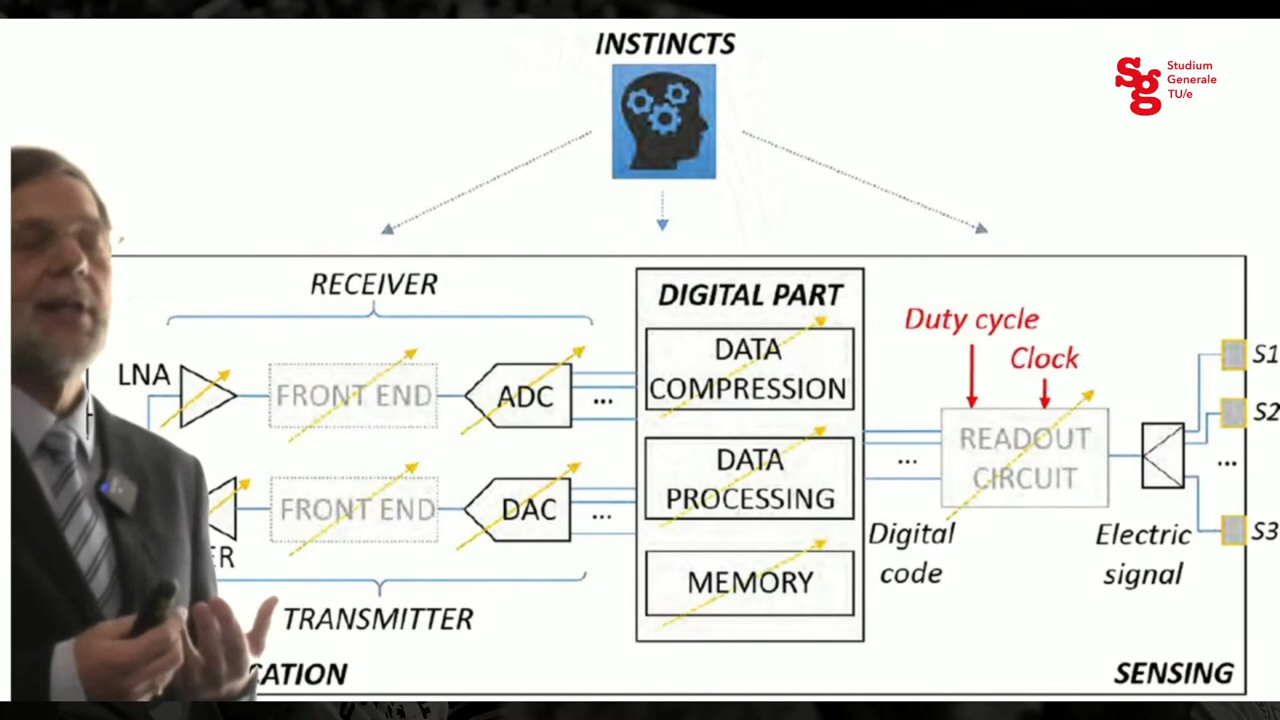 INSTINCTS
sg
Studium
Generale
TU/e
RECEIVER
LNA
FRONT END
ADC
...
DIGITAL PART
DATA
COMPRESSION
DATA
PROCESSING
MEMORY
Duty cycle
Clock
READOUT
CIRCUIT
S1
S2
...
S3
...
Digital
code
Electric
signal
FRONT END
DAC
...
ER
TRANSMITTER
CATION
SENSING